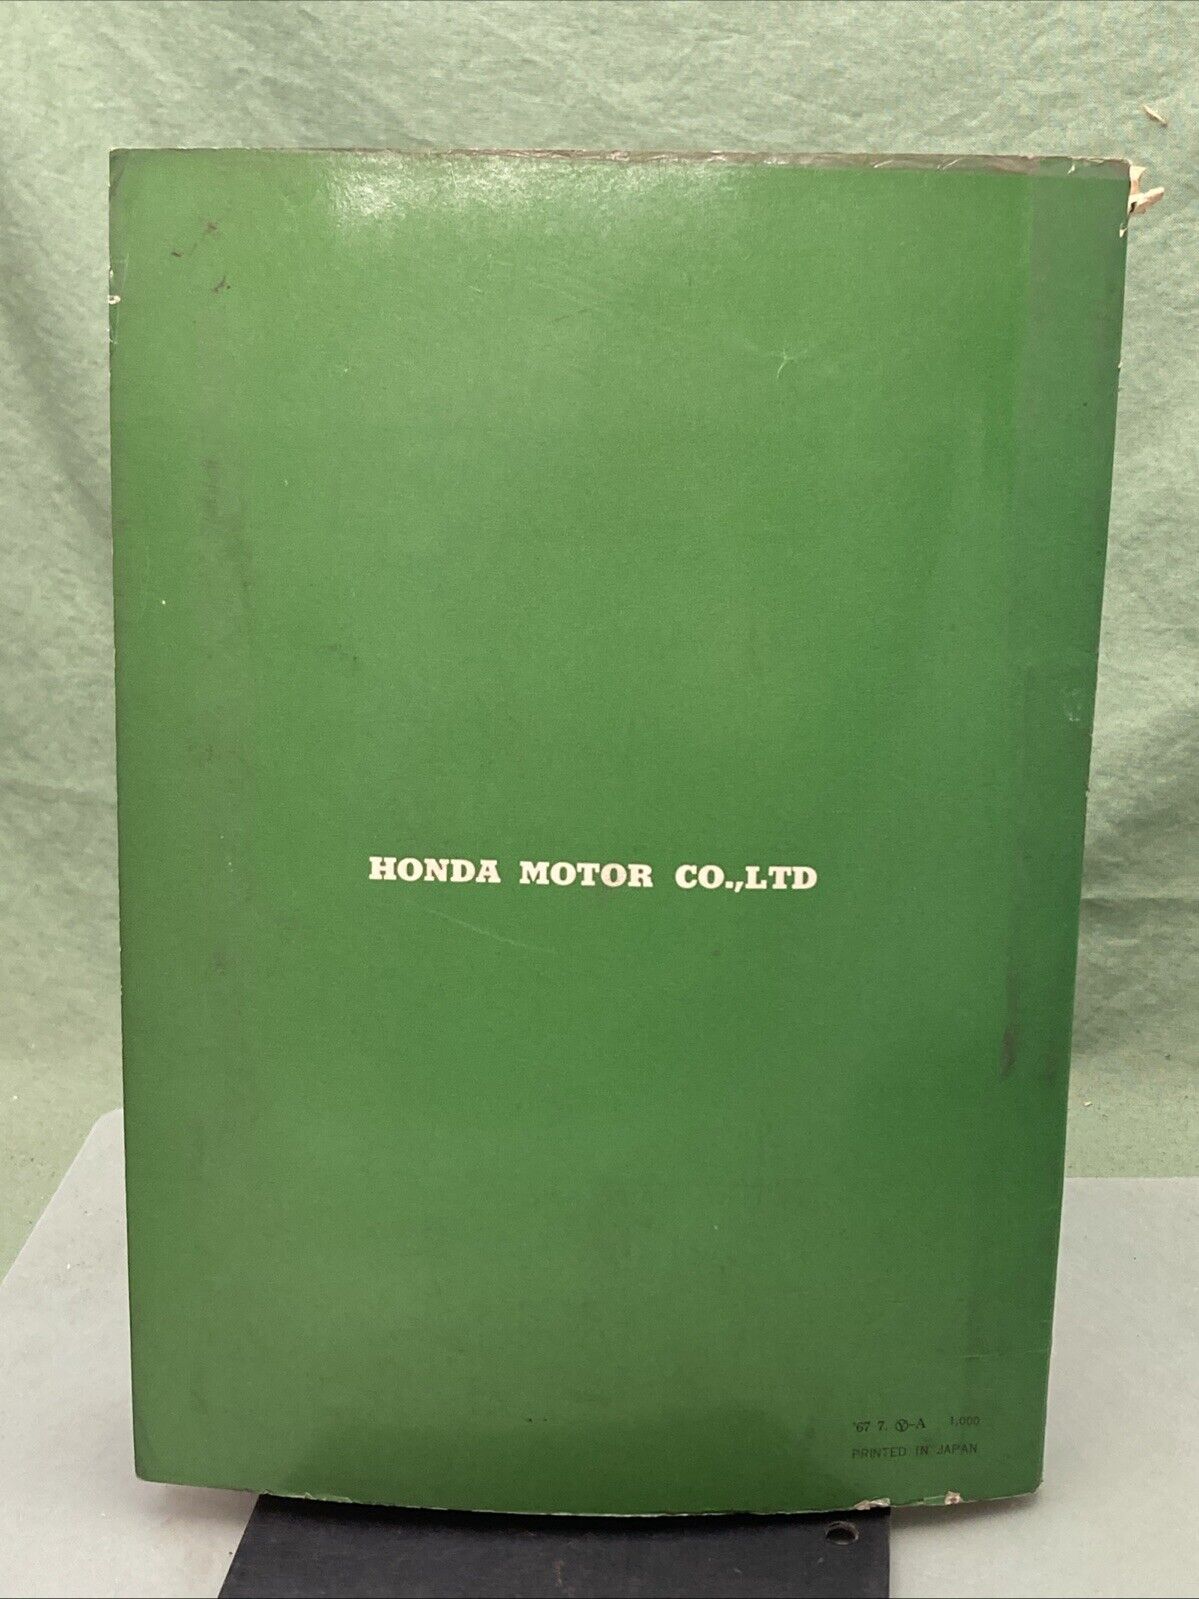 HONDA MOTOR CO.,LTD
'67 7. Ⓨ-A 1,000
PRINTED IN JAPAN